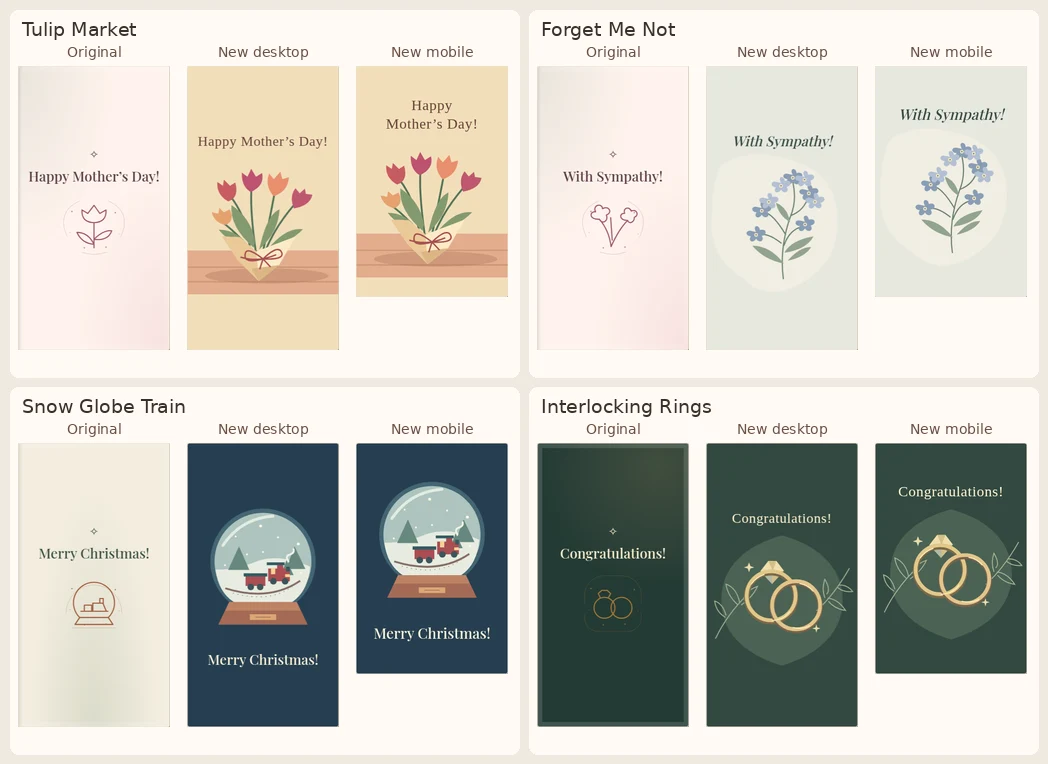 Tulip Market
Original
New desktop
New mobile
Happy Mother’s Day!
Happy Mother’s Day!
Happy
Mother’s Day!
Forget Me Not
Original
New desktop
New mobile
With Sympathy!
With Sympathy!
With Sympathy!
Snow Globe Train
Original
New desktop
New mobile
Merry Christmas!
Merry Christmas!
Merry Christmas!
Interlocking Rings
Original
New desktop
New mobile
Congratulations!
Congratulations!
Congratulations!